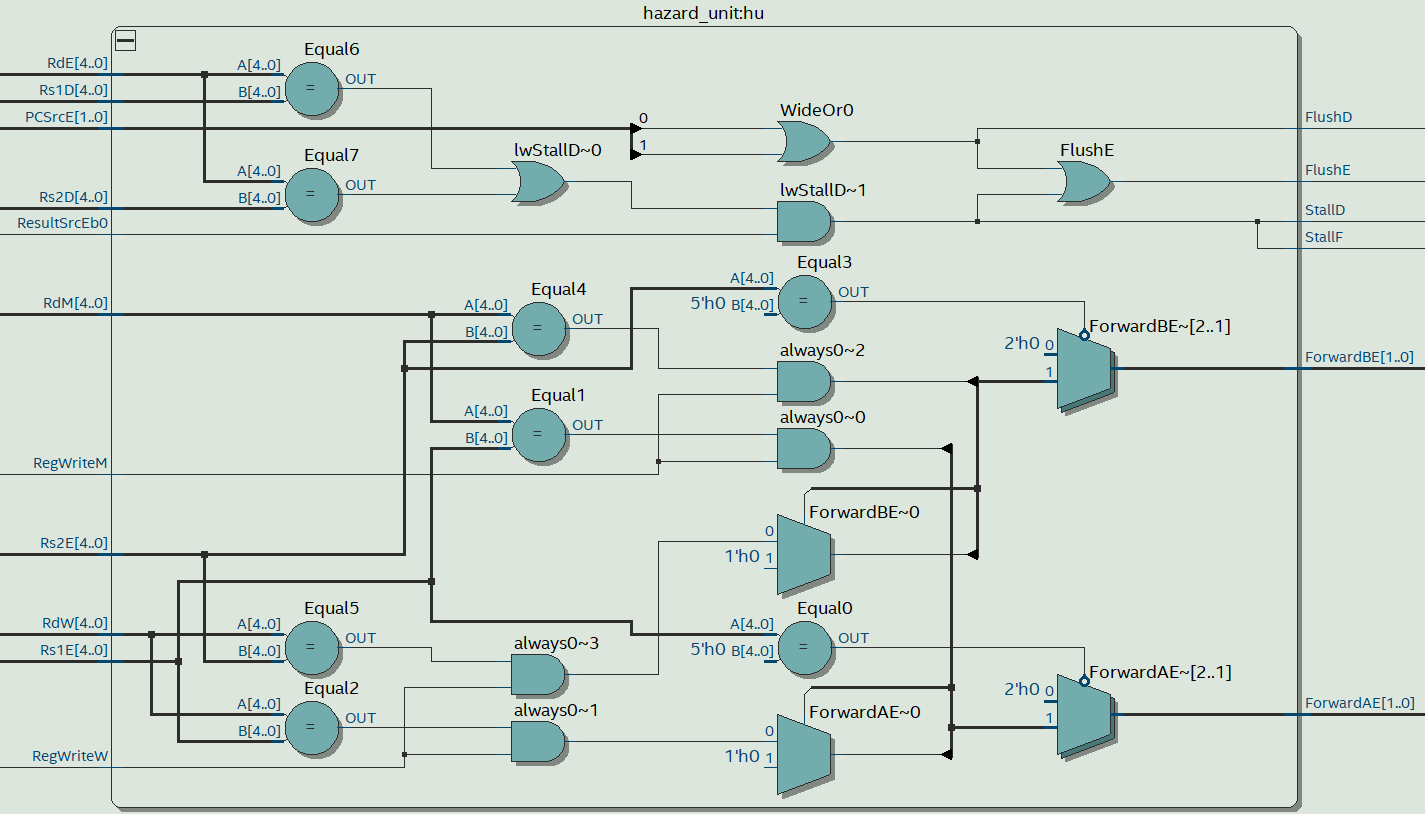 hazard_unit:hu
Equal6
RdE[4..0]
A[4..0]
OUT
Rs1D[4..0]
B[4..0]
PCSrcE[1..0]
0
1
WideOr0
FlushD
Equal7
lwStallD~0
FlushE
A[4..0]
OUT
FlushE
Rs2D[4..0]
B[4..0]
lwStallD~1
StallD
ResultSrcEb0
StallF
Equal3
A[4..0]
OUT
5'h0 B[4..0]
Equal4
RdM[4..0]
A[4..0]
OUT
B[4..0]
ForwardBE~[2..1]
2'h0 0
1
ForwardBE[1..0]
always0~2
Equal1
A[4..0]
OUT
B[4..0]
always0~0
RegWriteM
ForwardBE~0
0
1'h0 1
Rs2E[4..0]
Equal5
Equal0
RdW[4..0]
A[4..0]
OUT
A[4..0]
OUT
Rs1E[4..0]
B[4..0]
always0~3
5'h0 B[4..0]
ForwardAE~[2..1]
2'h0 0
1
ForwardAE[1..0]
Equal2
A[4..0]
OUT
B[4..0]
always0~1
ForwardAE~0
0
1'h0 1
RegWriteW